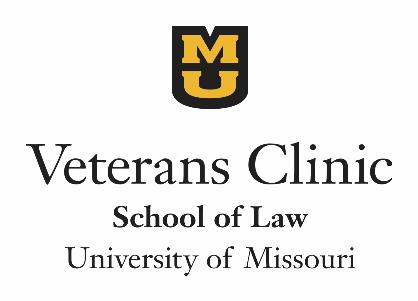 MU
Veterans Clinic
School of Law
University of Missouri